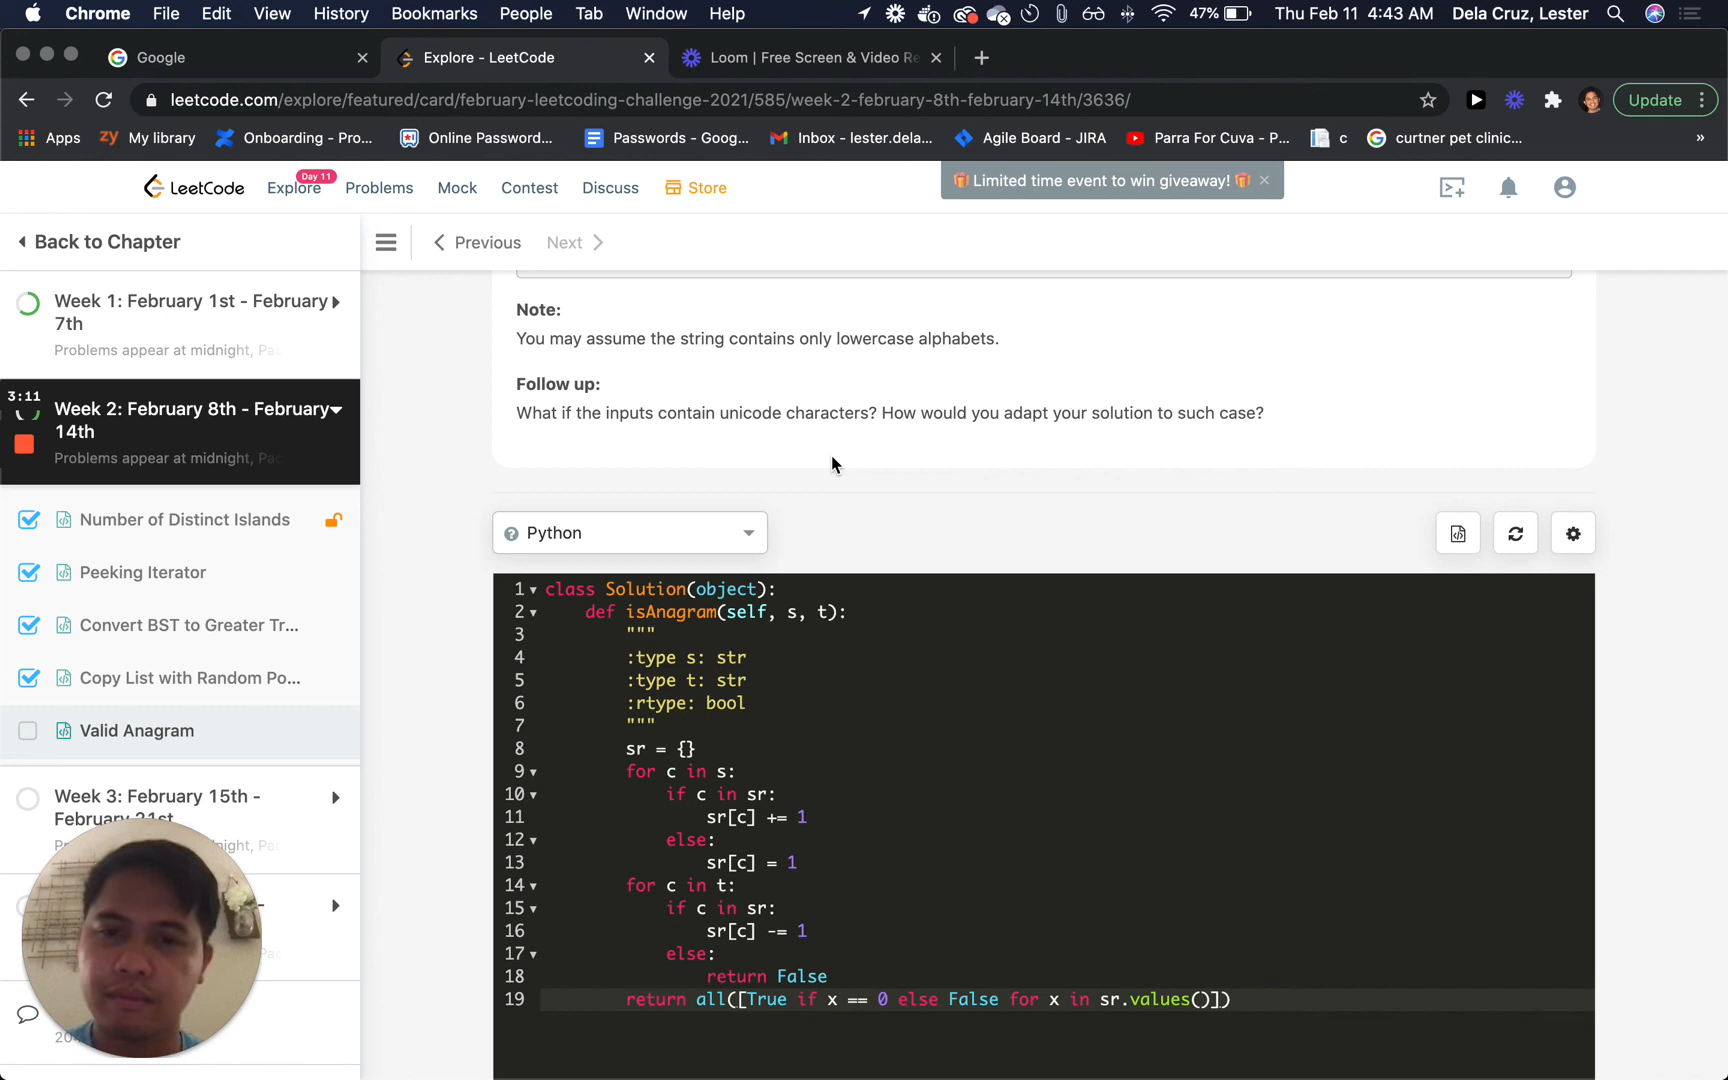 Chrome File Edit View History Bookmarks People Tab Window Help 47% Thu Feb 11 4:43 AM Dela Cruz, Lester
Google Explore - LeetCode Loom | Free Screen & Video Re
leetcode.com/explore/featured/card/february-leetcoding-challenge-2021/585/week-2-february-8th-february-14th/3636/ Update
Apps My library Onboarding - Pro... Online Password... Passwords - Goog... Inbox - lester.dela... Agile Board - JIRA Parra For Cuva - P... c curtner pet clinic... »
LeetCode Explore Day 11 Problems Mock Contest Discuss Store Limited time event to win giveaway!
Back to Chapter Previous Next
Week 1: February 1st - February 7th
Problems appear at midnight, Pac
3:11
Week 2: February 8th - February 14th
Problems appear at midnight, Pac
Number of Distinct Islands
Peeking Iterator
Convert BST to Greater Tr...
Copy List with Random Po...
Valid Anagram
Week 3: February 15th -
February 21st
Note:
You may assume the string contains only lowercase alphabets.
Follow up:
What if the inputs contain unicode characters? How would you adapt your solution to such case?
Python
1 class Solution(object):
2 def isAnagram(self, s, t):
3 """
4 :type s: str
5 :type t: str
6 :rtype: bool
7 """
8 sr = {}
9 for c in s:
10 if c in sr:
11 sr[c] += 1
12 else:
13 sr[c] = 1
14 for c in t:
15 if c in sr:
16 sr[c] -= 1
17 else:
18 return False
19 return all([True if x == 0 else False for x in sr.values()])